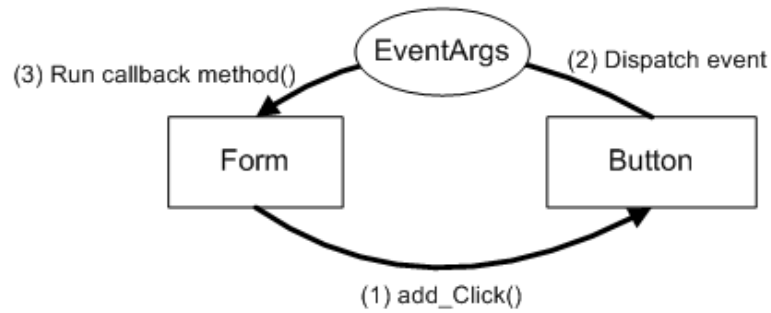 EventArgs
(2) Dispatch event
(3) Run callback method()
Form
Button
(1) add_Click()